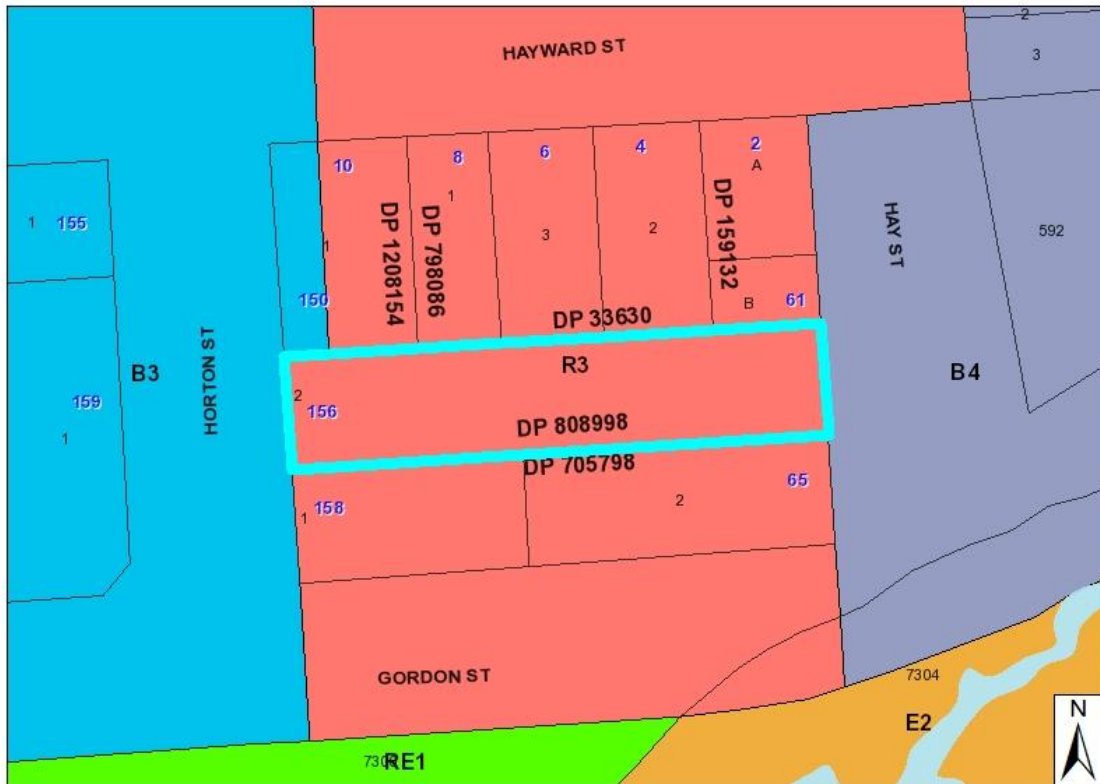 2
3
HAYWARD ST
10
8
6
4
2
A
1
1
155
1
3
2
DP 1208154
DP 798086
DP 159132
HAY ST
592
150
B
61
DP 33630
HORTON ST
B3
R3
B4
159
1
2
156
DP 808998
DP 705798
65
158
1
2
GORDON ST
7304
E2
RE1
N